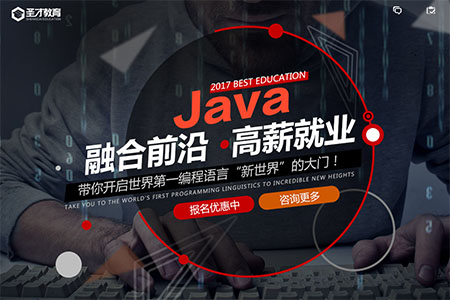 圣才教育
SHENGCAI EDUCATION
2017 BEST EDUCATION
Java
融合前沿·高薪就业
带你开启世界第一编程语言“新世界”的大门！
TAKE YOU TO THE WORLD'S FIRST PROGRAMMING LINGUISTICS TO INCREDIBLE NEW HEIGHTS
报名优惠中
咨询更多